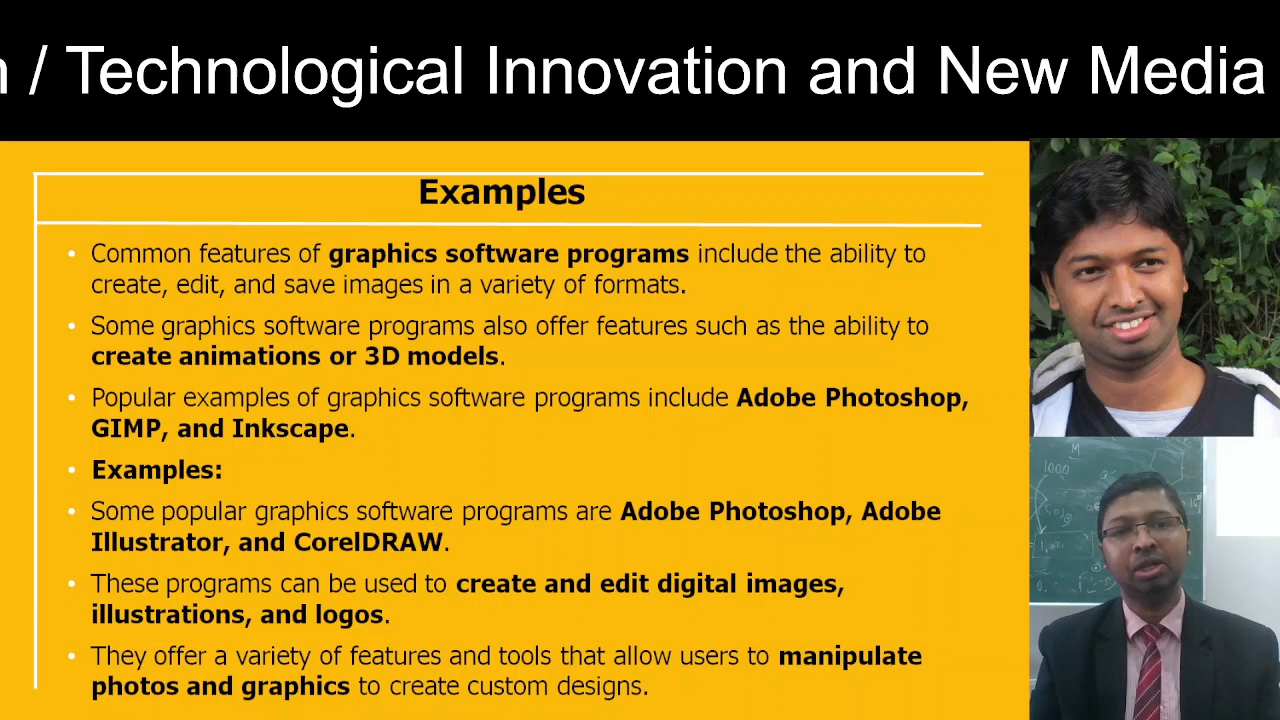 / Technological Innovation and New Media
Examples
• Common features of graphics software programs include the ability to
create, edit, and save images in a variety of formats.
• Some graphics software programs also offer features such as the ability to
create animations or 3D models.
• Popular examples of graphics software programs include Adobe Photoshop,
GIMP, and Inkscape.
• Examples:
• Some popular graphics software programs are Adobe Photoshop, Adobe
Illustrator, and CorelDRAW.
• These programs can be used to create and edit digital images,
illustrations, and logos.
• They offer a variety of features and tools that allow users to manipulate
photos and graphics to create custom designs.
M
1000